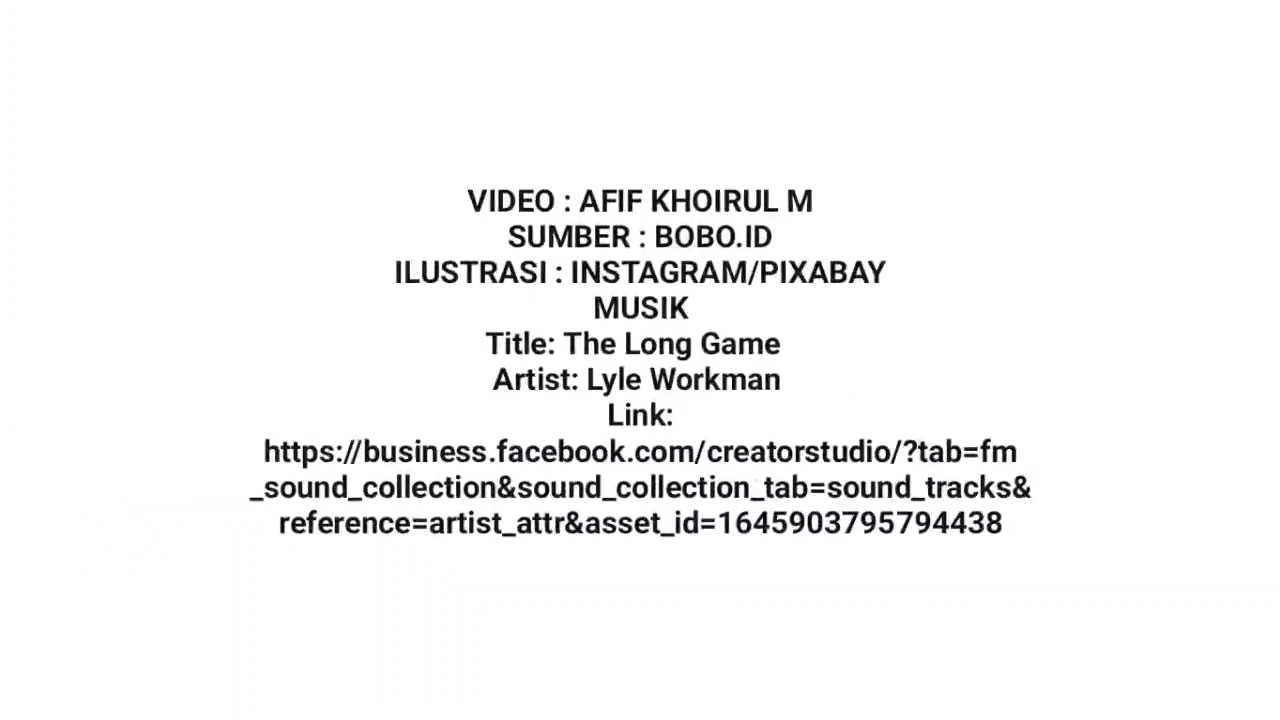 VIDEO : AFIF KHOIRUL M
SUMBER : BOBO.ID
ILUSTRASI : INSTAGRAM/PIXABAY
MUSIK
Title: The Long Game
Artist: Lyle Workman
Link:
https://business.facebook.com/creatorstudio/?tab=fm
_sound_collection&sound_collection_tab=sound_tracks&
reference=artist_attr&asset_id=1645903795794438